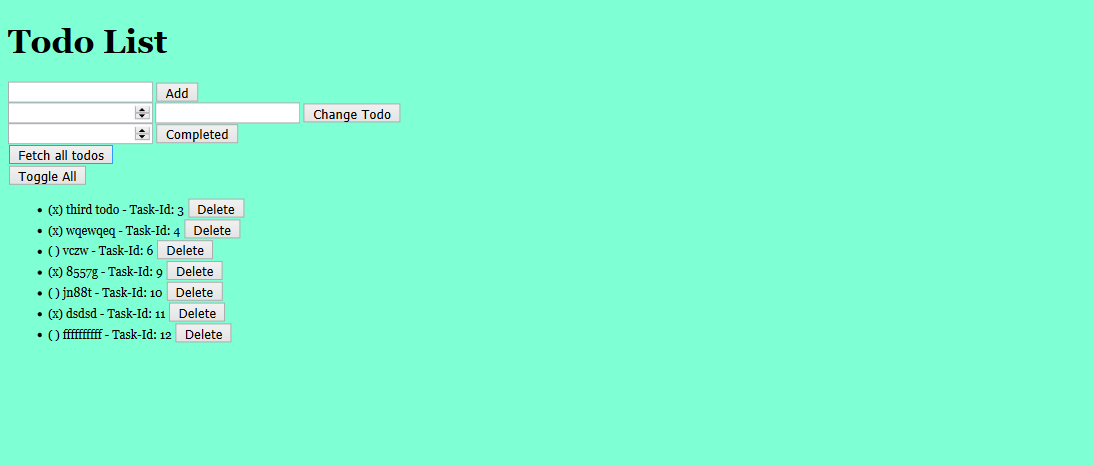 Todo List
Add
Change Todo
Completed
Fetch all todos
Toggle All
(x) third todo - Task-Id: 3 Delete
(x) wqewqeq - Task-Id: 4 Delete
( ) vczw - Task-Id: 6 Delete
(x) 8557g - Task-Id: 9 Delete
( ) jn88t - Task-Id: 10 Delete
(x) dsdsd - Task-Id: 11 Delete
( ) ffffffffff - Task-Id: 12 Delete